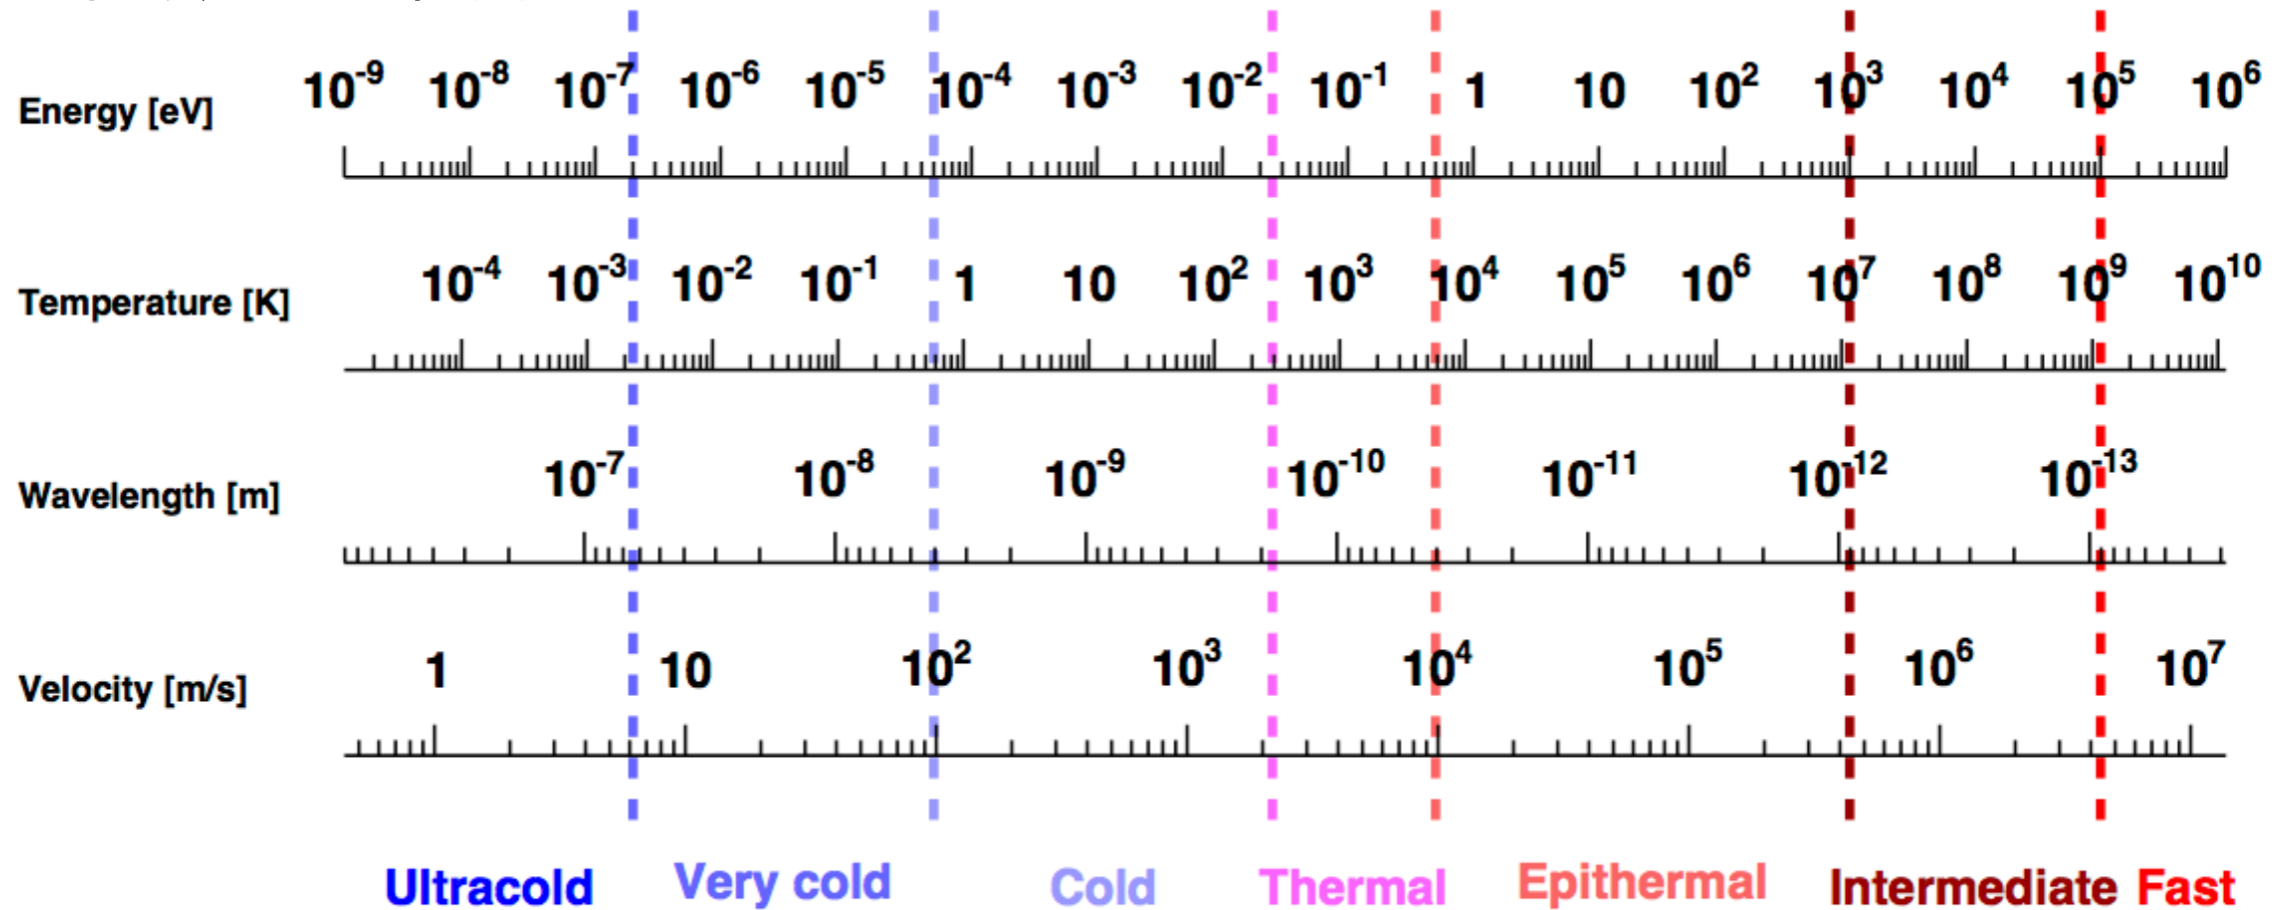 10⁻⁹ 10⁻⁸ 10⁻⁷ 10⁻⁶ 10⁻⁵ 10⁻⁴ 10⁻³ 10⁻² 10⁻¹ 1 10 10² 10³ 10⁴ 10⁵ 10⁶
Energy [eV]
10⁻⁴ 10⁻³ 10⁻² 10⁻¹ 1 10 10² 10³ 10⁴ 10⁵ 10⁶ 10⁷ 10⁸ 10⁹ 10¹⁰
Temperature [K]
10⁻⁷ 10⁻⁸ 10⁻⁹ 10⁻¹⁰ 10⁻¹¹ 10⁻¹² 10⁻¹³
Wavelength [m]
1 10 10² 10³ 10⁴ 10⁵ 10⁶ 10⁷
Velocity [m/s]
Ultracold Very cold Cold Thermal Epithermal Intermediate Fast